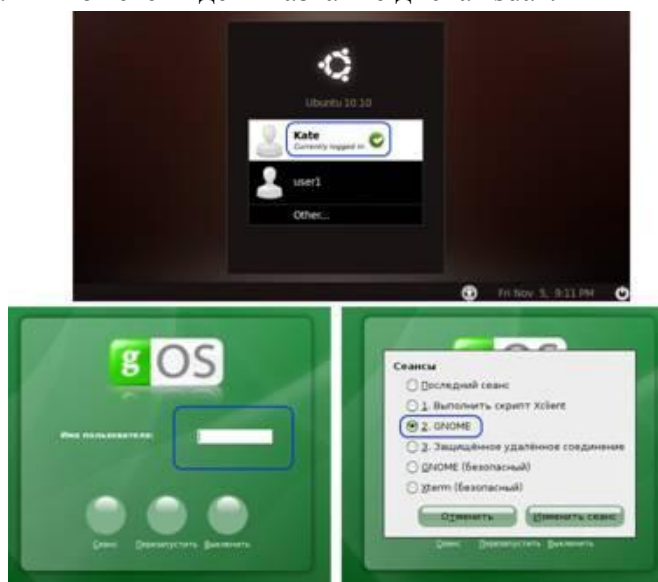 Ubuntu 10.10
Kate
Currently logged in
user1
Other...
Fri Nov 5, 9:11 PM
g OS
Имя пользователя:
Сеанс Перезапустить Выключить
Сеансы
Последний сеанс
1. Выполнить скрипт Xclient
2. GNOME
3. Защищённое удалённое соединение
GNOME (безопасный)
Xterm (безопасный)
Отменить Изменить сеанс
Сеанс Перезапустить Выключить